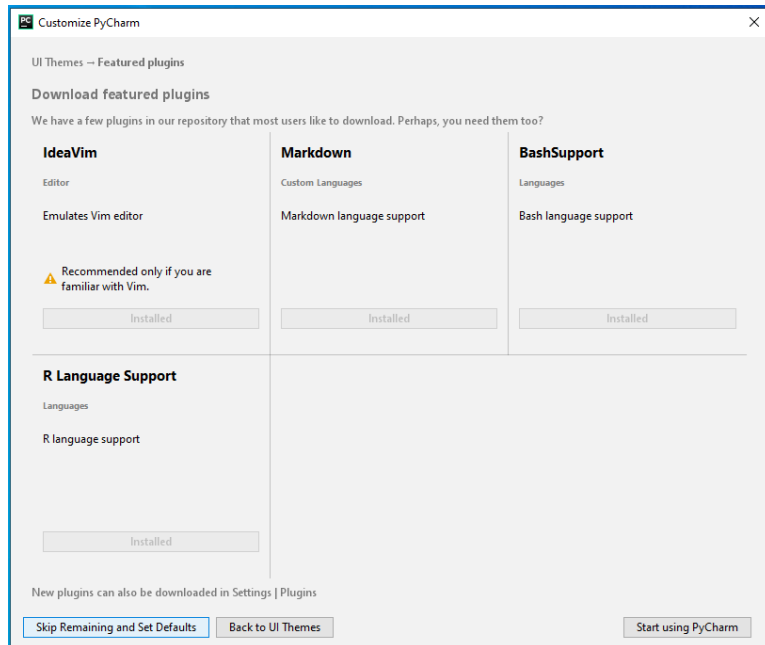 PC
Customize PyCharm
UI Themes → Featured plugins
Download featured plugins
We have a few plugins in our repository that most users like to download. Perhaps, you need them too?
IdeaVim
Editor
Emulates Vim editor
Recommended only if you are
familiar with Vim.
Installed
Markdown
Custom Languages
Markdown language support
Installed
BashSupport
Languages
Bash language support
Installed
R Language Support
Languages
R language support
Installed
New plugins can also be downloaded in Settings | Plugins
Skip Remaining and Set Defaults
Back to UI Themes
Start using PyCharm